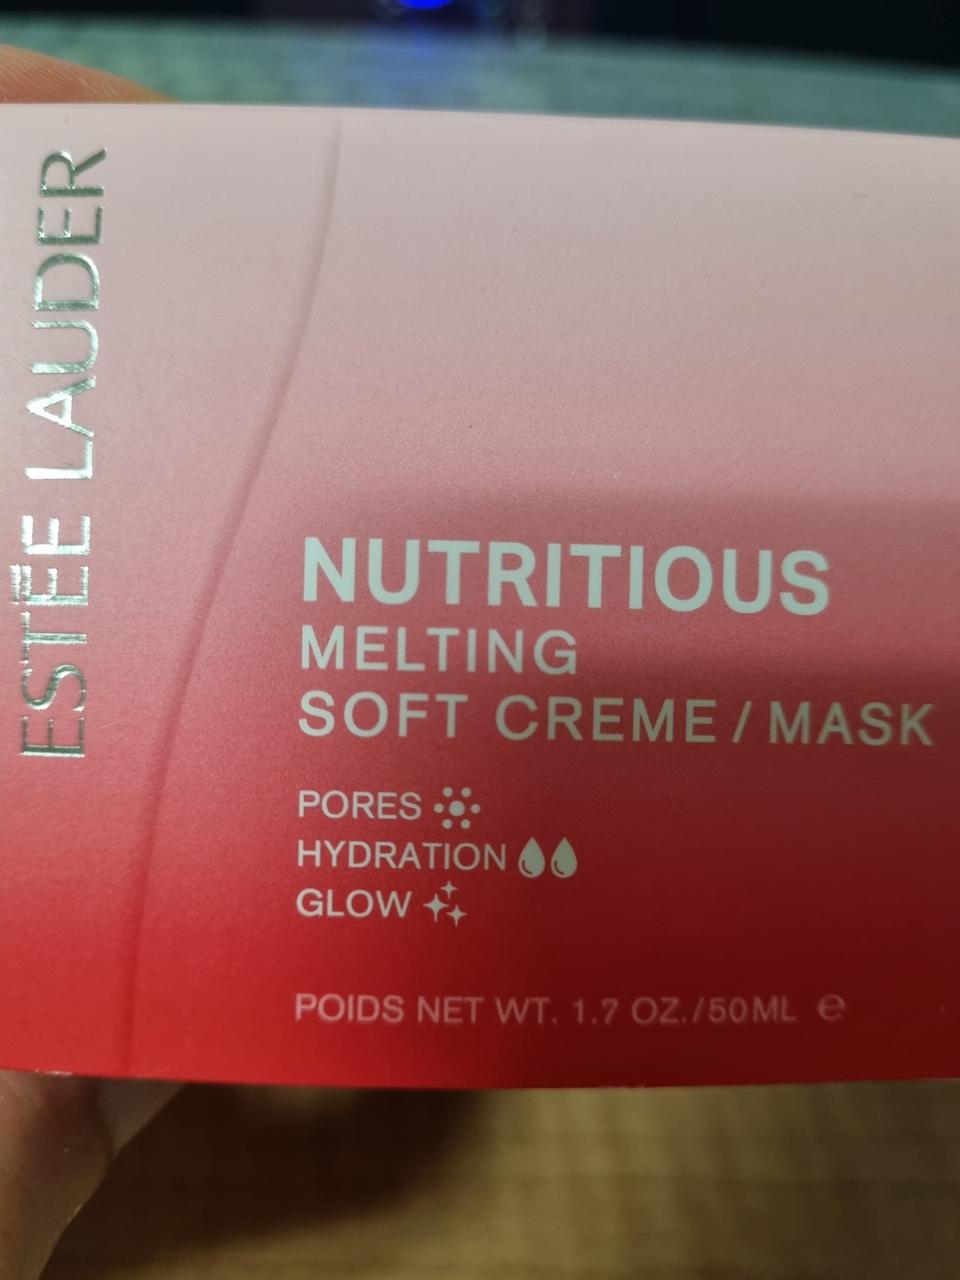 ESTĒE LAUDER
NUTRITIOUS
MELTING
SOFT CREME / MASK
PORES
HYDRATION
GLOW
POIDS NET WT. 1.7 OZ./50ML ℮